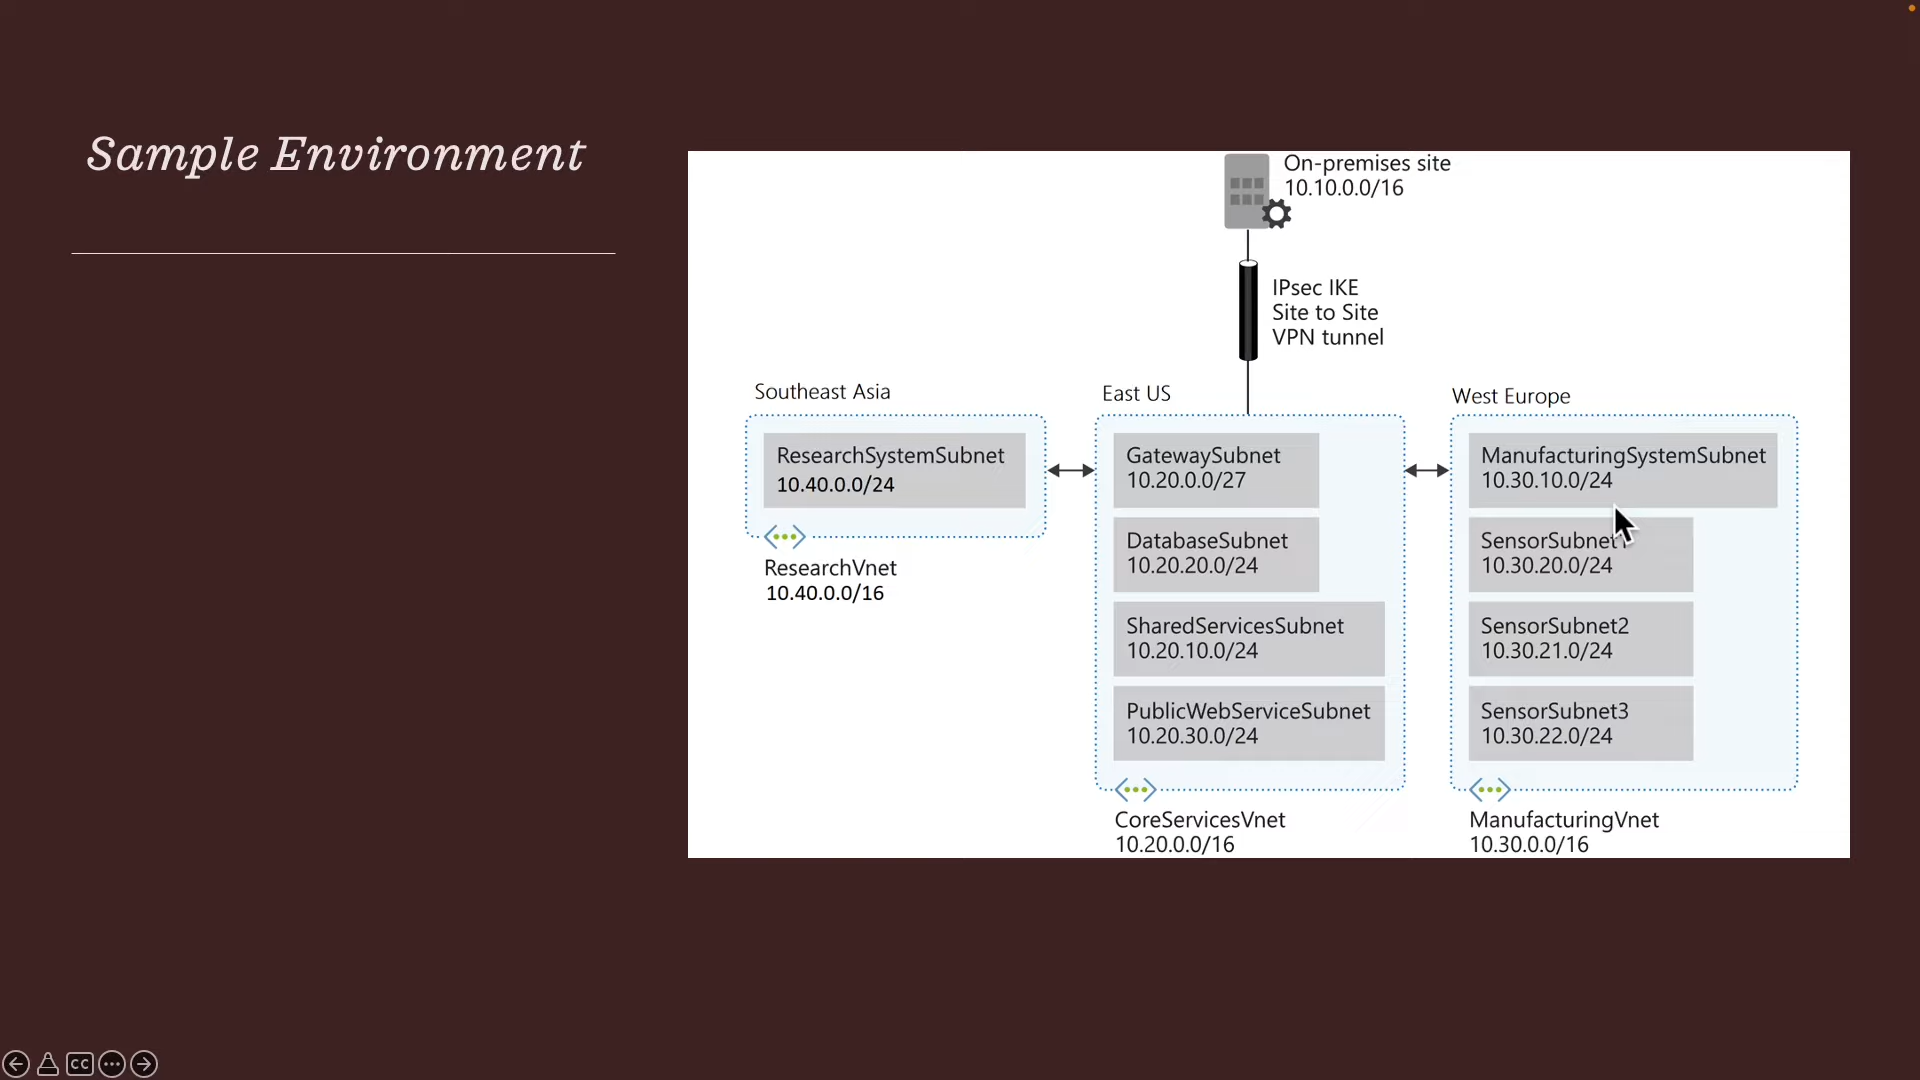 Sample Environment
On-premises site
10.10.0.0/16
IPsec IKE
Site to Site
VPN tunnel
Southeast Asia
ResearchSystemSubnet
10.40.0.0/24
ResearchVnet
10.40.0.0/16
East US
GatewaySubnet
10.20.0.0/27
DatabaseSubnet
10.20.20.0/24
SharedServicesSubnet
10.20.10.0/24
PublicWebServiceSubnet
10.20.30.0/24
CoreServicesVnet
10.20.0.0/16
West Europe
ManufacturingSystemSubnet
10.30.10.0/24
SensorSubnet1
10.30.20.0/24
SensorSubnet2
10.30.21.0/24
SensorSubnet3
10.30.22.0/24
ManufacturingVnet
10.30.0.0/16
CC